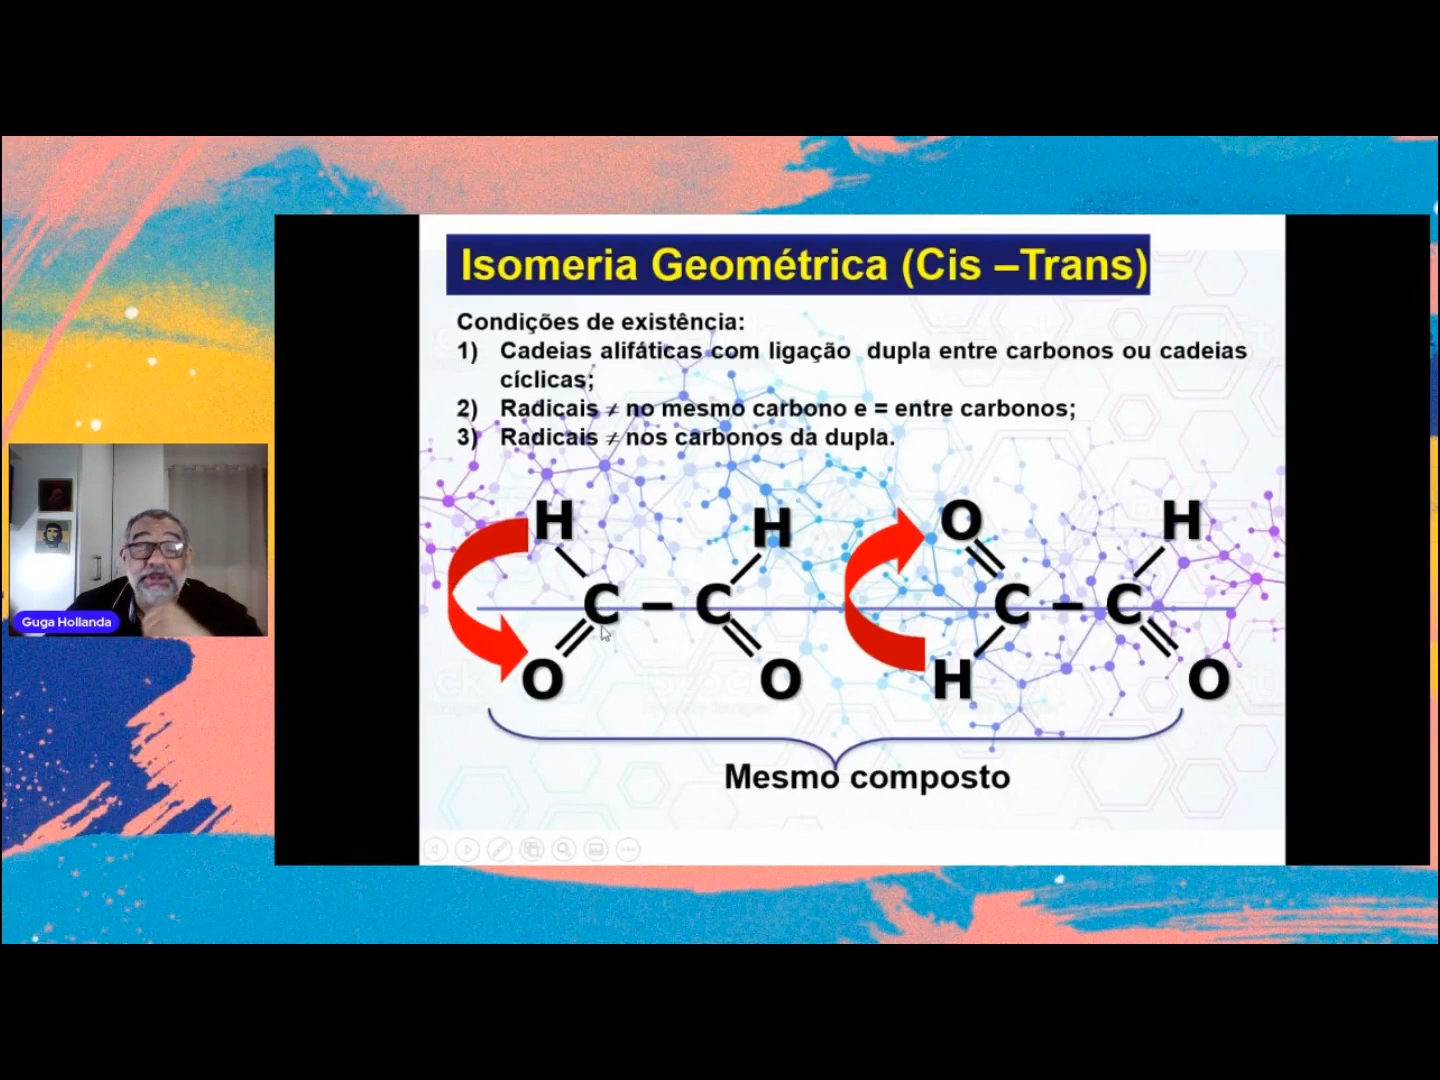 Isomeria Geométrica (Cis –Trans)
Condições de existência:
1) Cadeias alifáticas com ligação dupla entre carbonos ou cadeias
cíclicas;
2) Radicais ≠ no mesmo carbono e = entre carbonos;
3) Radicais ≠ nos carbonos da dupla.
H H O H
C – C C – C
O O H O
Mesmo composto
Guga Hollanda